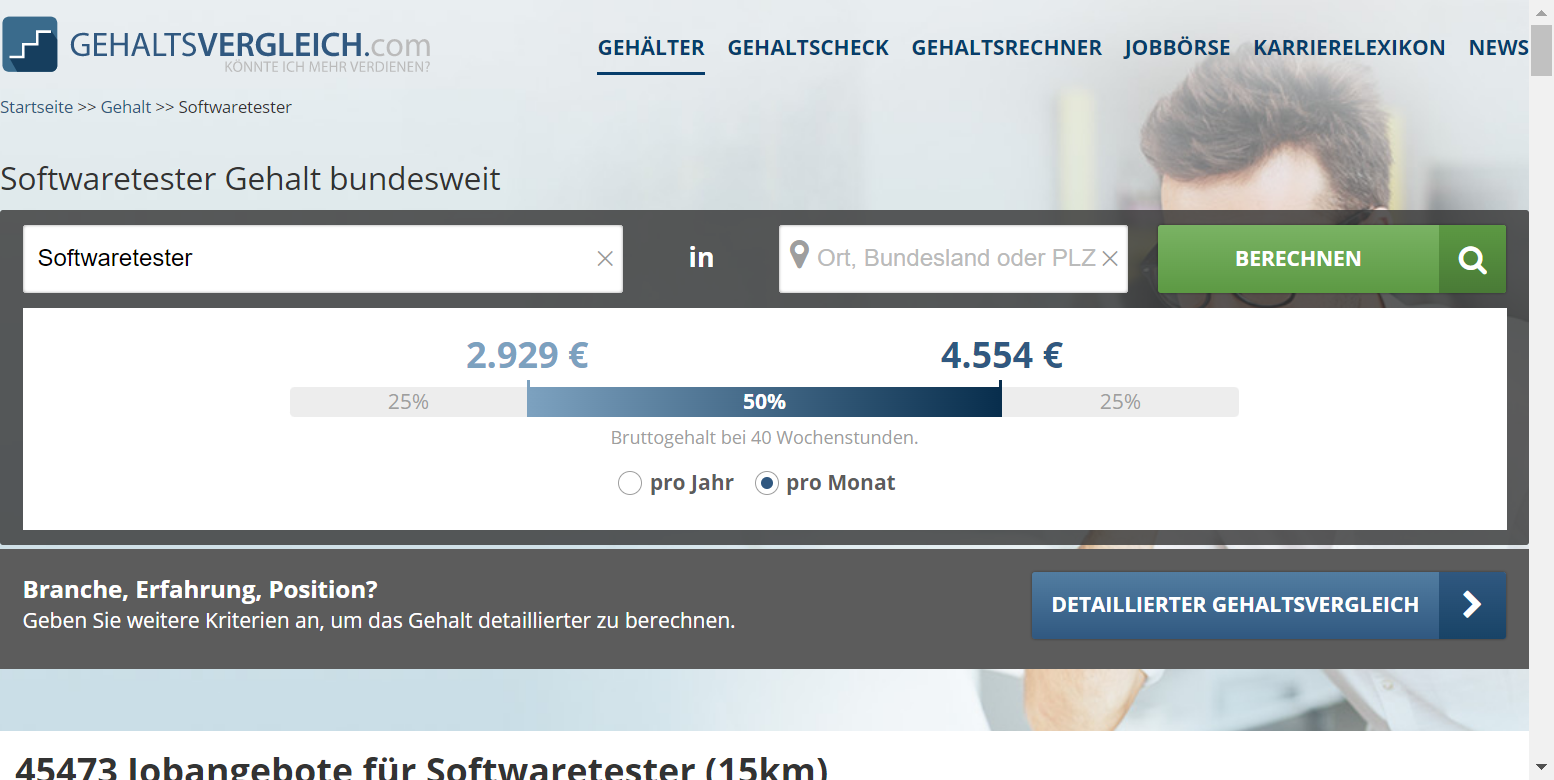 GEHALTSVERGLEICH.com
KÖNNTE ICH MEHR VERDIENEN?
GEHÄLTER GEHALTSCHECK GEHALTSRECHNER JOBBÖRSE KARRIERELEXIKON NEWS
Startseite >> Gehalt >> Softwaretester
Softwaretester Gehalt bundesweit
Softwaretester in Ort, Bundesland oder PLZ BERECHNEN
2.929 € 4.554 €
25% 50% 25%
Bruttogehalt bei 40 Wochenstunden.
pro Jahr pro Monat
Branche, Erfahrung, Position?
Geben Sie weitere Kriterien an, um das Gehalt detaillierter zu berechnen.
DETAILLIERTER GEHALTSVERGLEICH
45473 Jobangebote für Softwaretester (15km)